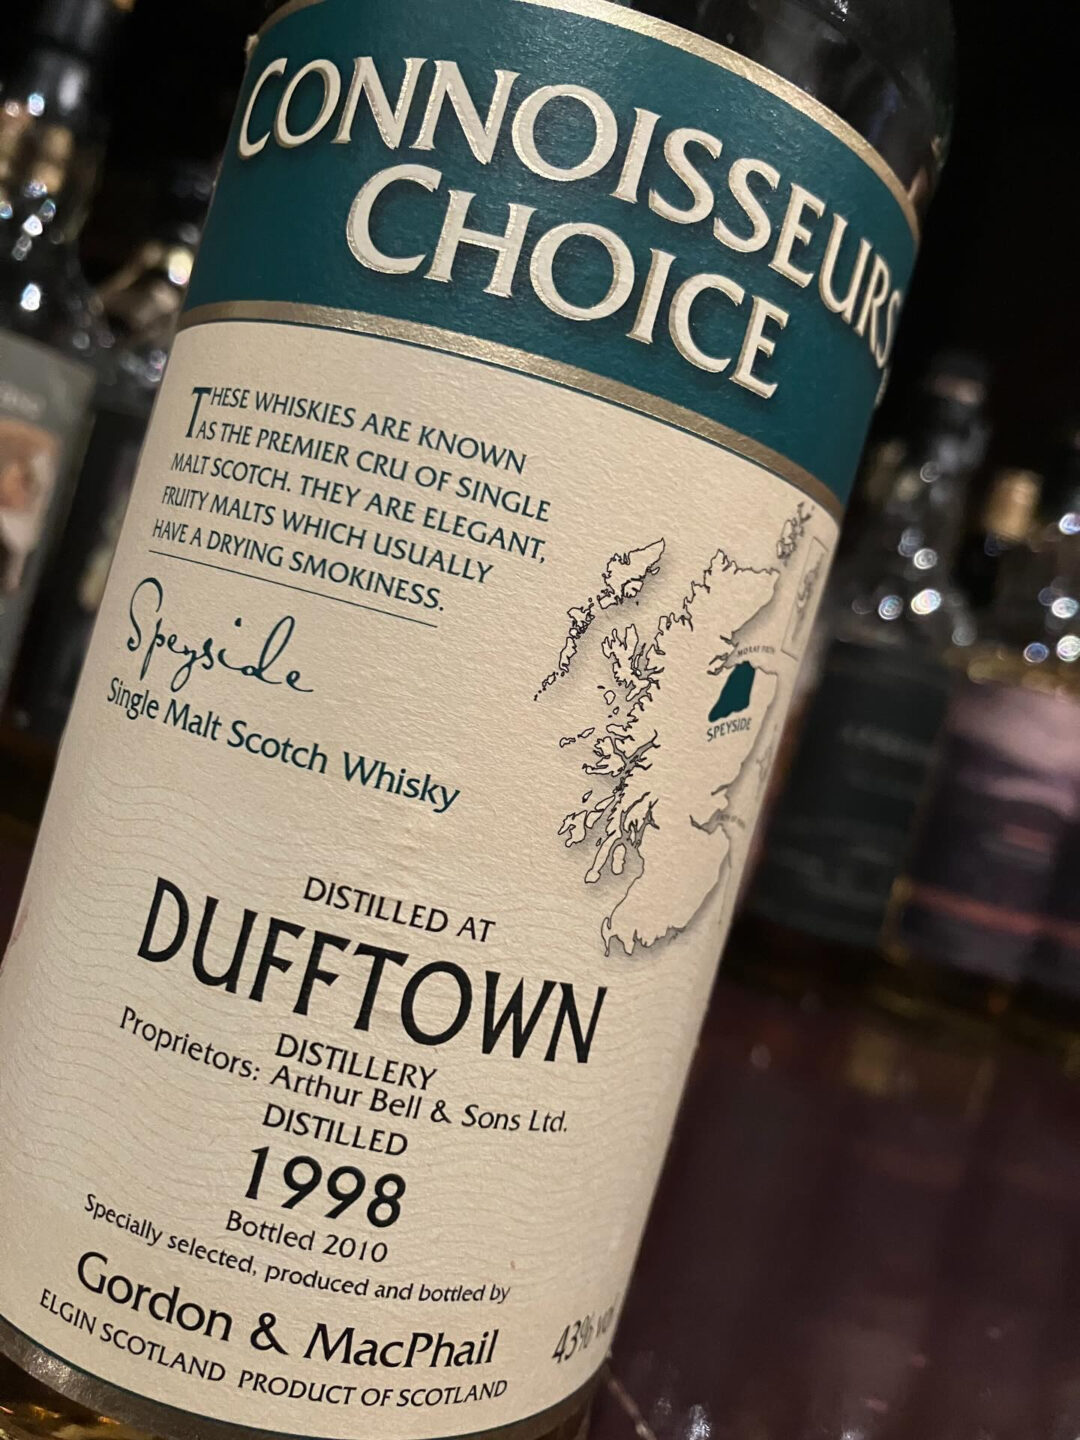 CONNOISSEURS
CHOICE
THESE WHISKIES ARE KNOWN
AS THE PREMIER CRU OF SINGLE
MALT SCOTCH. THEY ARE ELEGANT,
FRUITY MALTS WHICH USUALLY
HAVE A DRYING SMOKINESS.
Speyside
Single Malt Scotch Whisky
MORAY FIRTH
SPEYSIDE
DISTILLED AT
DUFFTOWN
DISTILLERY
Proprietors: Arthur Bell & Sons Ltd.
DISTILLED
1998
Bottled 2010
Specially selected, produced and bottled by
Gordon & MacPhail
43% vol
ELGIN SCOTLAND PRODUCT OF SCOTLAND